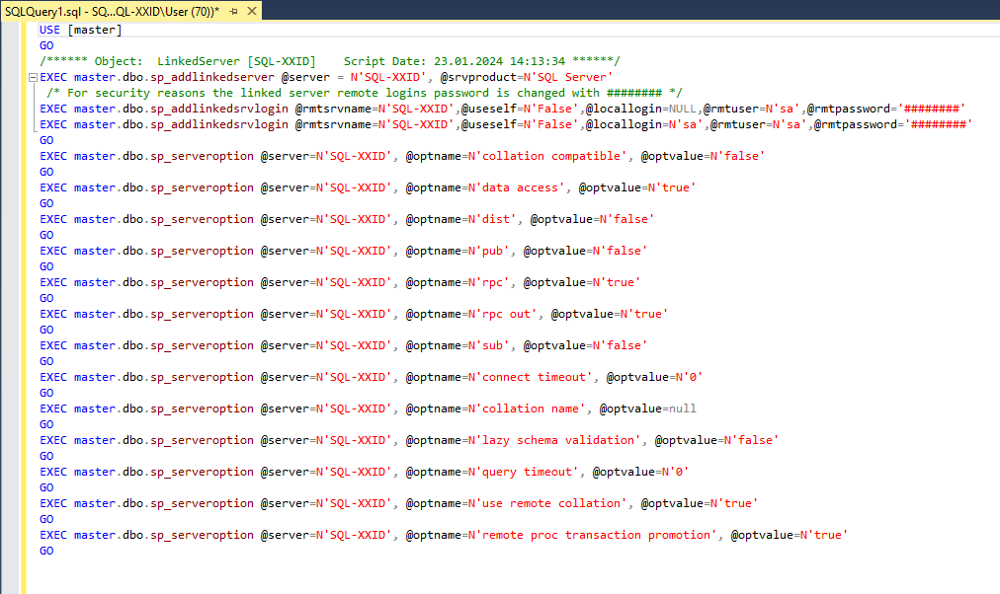 SQLQuery1.sql - SQ...QL-XXID\User (70))*
USE [master]
GO
/****** Object:  LinkedServer [SQL-XXID]    Script Date: 23.01.2024 14:13:34 ******/
EXEC master.dbo.sp_addlinkedserver @server = N'SQL-XXID', @srvproduct=N'SQL Server'
 /* For security reasons the linked server remote logins password is changed with ######## */
EXEC master.dbo.sp_addlinkedsrvlogin @rmtsrvname=N'SQL-XXID',@useself=N'False',@locallogin=NULL,@rmtuser=N'sa',@rmtpassword='########'
EXEC master.dbo.sp_addlinkedsrvlogin @rmtsrvname=N'SQL-XXID',@useself=N'False',@locallogin=N'sa',@rmtuser=N'sa',@rmtpassword='########'
GO
EXEC master.dbo.sp_serveroption @server=N'SQL-XXID', @optname=N'collation compatible', @optvalue=N'false'
GO
EXEC master.dbo.sp_serveroption @server=N'SQL-XXID', @optname=N'data access', @optvalue=N'true'
GO
EXEC master.dbo.sp_serveroption @server=N'SQL-XXID', @optname=N'dist', @optvalue=N'false'
GO
EXEC master.dbo.sp_serveroption @server=N'SQL-XXID', @optname=N'pub', @optvalue=N'false'
GO
EXEC master.dbo.sp_serveroption @server=N'SQL-XXID', @optname=N'rpc', @optvalue=N'true'
GO
EXEC master.dbo.sp_serveroption @server=N'SQL-XXID', @optname=N'rpc out', @optvalue=N'true'
GO
EXEC master.dbo.sp_serveroption @server=N'SQL-XXID', @optname=N'sub', @optvalue=N'false'
GO
EXEC master.dbo.sp_serveroption @server=N'SQL-XXID', @optname=N'connect timeout', @optvalue=N'0'
GO
EXEC master.dbo.sp_serveroption @server=N'SQL-XXID', @optname=N'collation name', @optvalue=null
GO
EXEC master.dbo.sp_serveroption @server=N'SQL-XXID', @optname=N'lazy schema validation', @optvalue=N'false'
GO
EXEC master.dbo.sp_serveroption @server=N'SQL-XXID', @optname=N'query timeout', @optvalue=N'0'
GO
EXEC master.dbo.sp_serveroption @server=N'SQL-XXID', @optname=N'use remote collation', @optvalue=N'true'
GO
EXEC master.dbo.sp_serveroption @server=N'SQL-XXID', @optname=N'remote proc transaction promotion', @optvalue=N'true'
GO